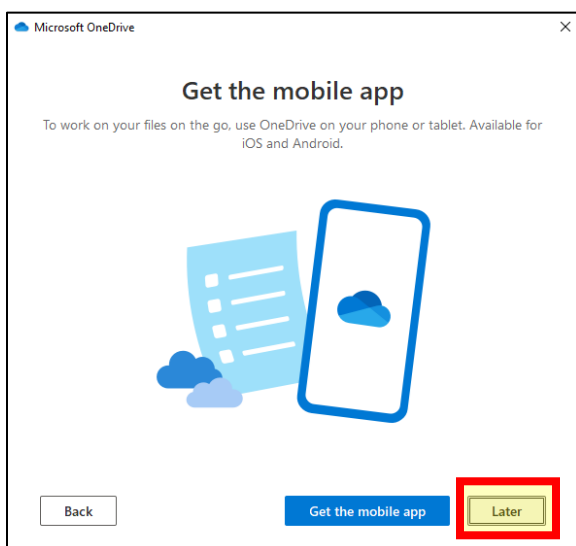 Microsoft OneDrive
Get the mobile app
To work on your files on the go, use OneDrive on your phone or tablet. Available for
iOS and Android.
Back
Get the mobile app
Later